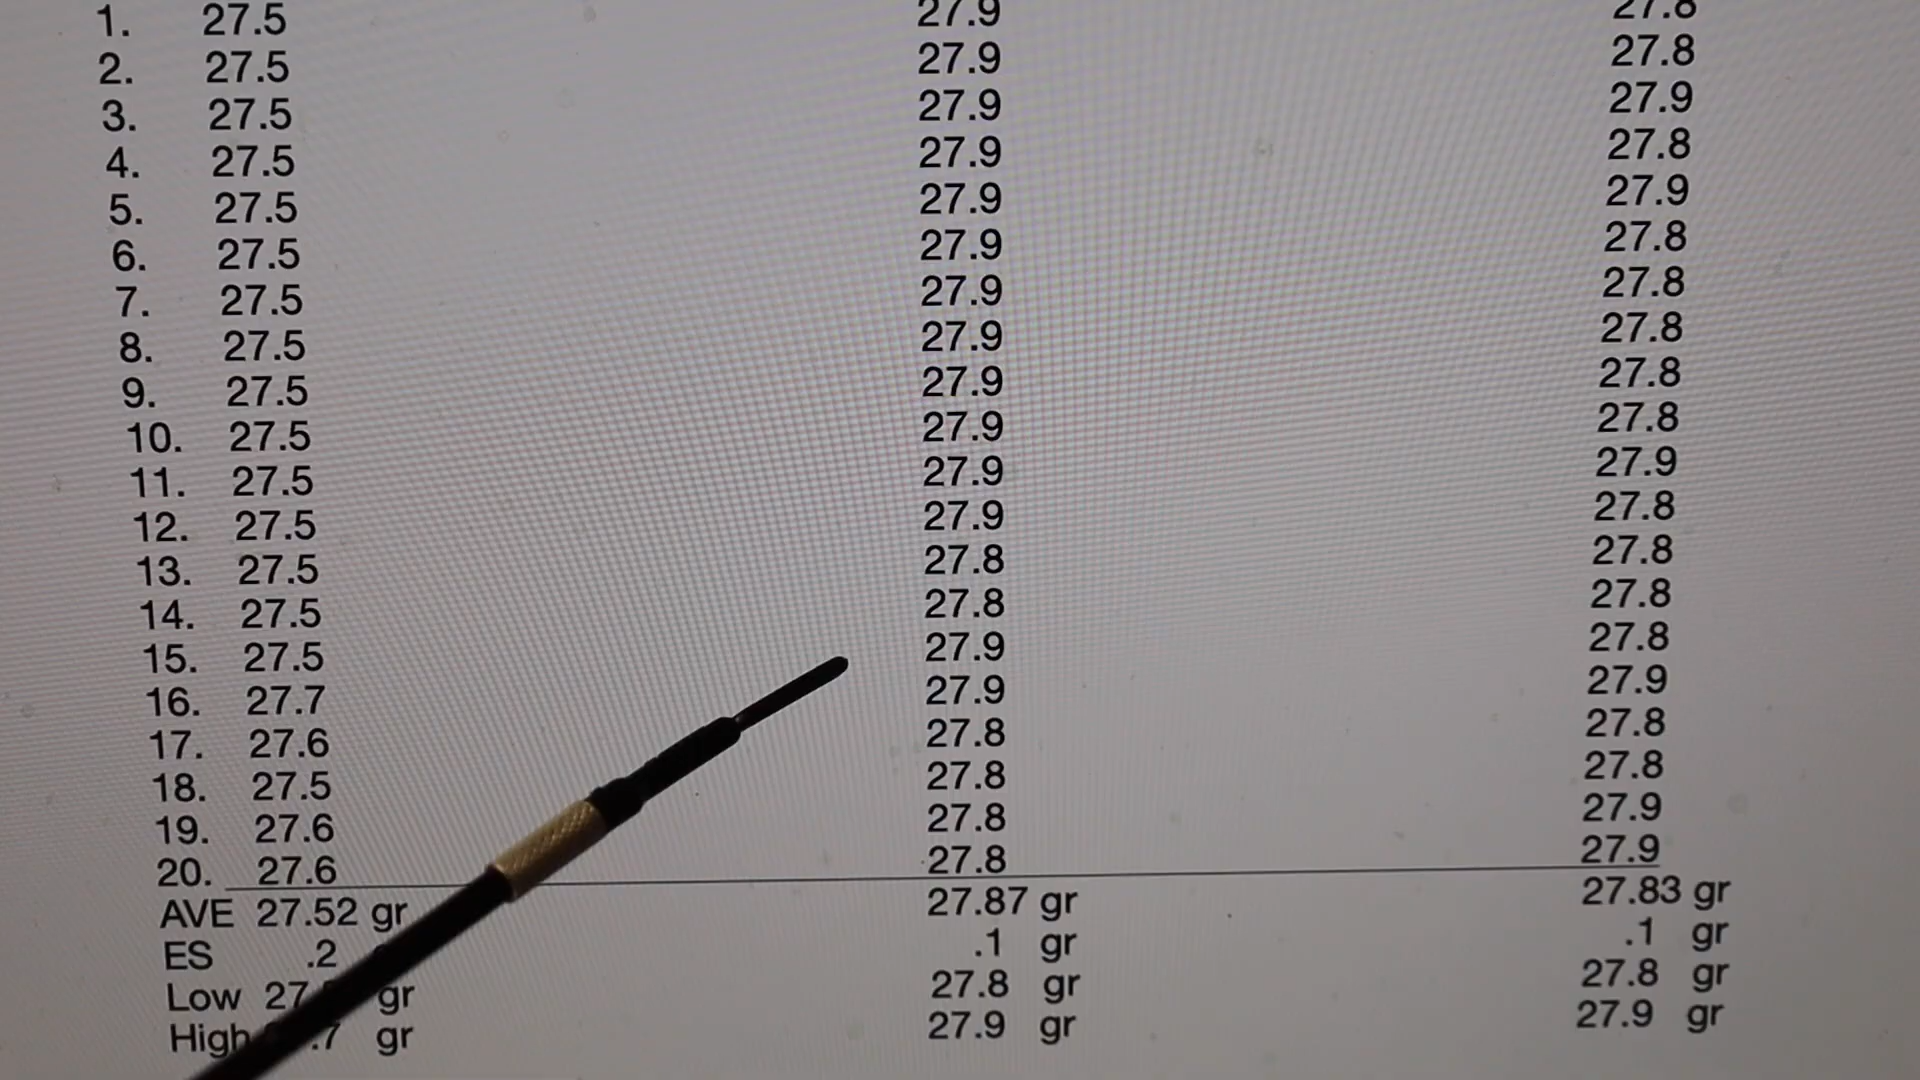 1. 27.5 27.9 27.8
2. 27.5 27.9 27.8
3. 27.5 27.9 27.9
4. 27.5 27.9 27.8
5. 27.5 27.9 27.9
6. 27.5 27.9 27.8
7. 27.5 27.9 27.8
8. 27.5 27.9 27.8
9. 27.5 27.9 27.8
10. 27.5 27.9 27.8
11. 27.5 27.9 27.9
12. 27.5 27.9 27.8
13. 27.5 27.8 27.8
14. 27.5 27.8 27.8
15. 27.5 27.9 27.8
16. 27.7 27.9 27.9
17. 27.6 27.8 27.8
18. 27.5 27.8 27.8
19. 27.6 27.8 27.9
20. 27.6 27.8 27.9
AVE 27.52 gr 27.87 gr 27.83 gr
ES .2 .1 gr .1 gr
Low gr 27.8 gr 27.8 gr
High .7 gr 27.9 gr 27.9 gr